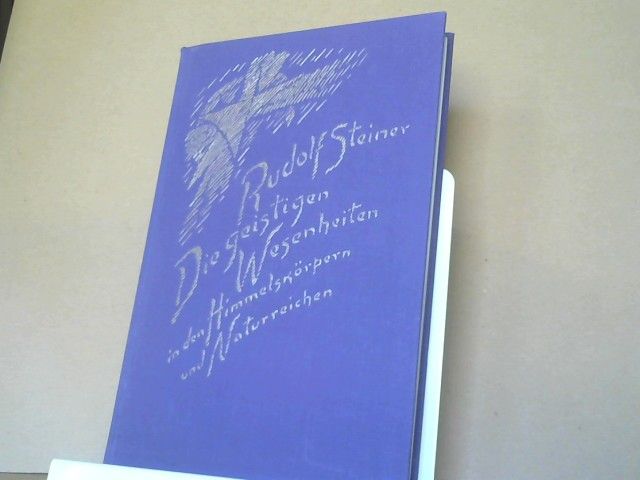 Rudolf Steiner
Die geistigen
Wesenheiten
in den Himmelskörpern
und Naturreichen